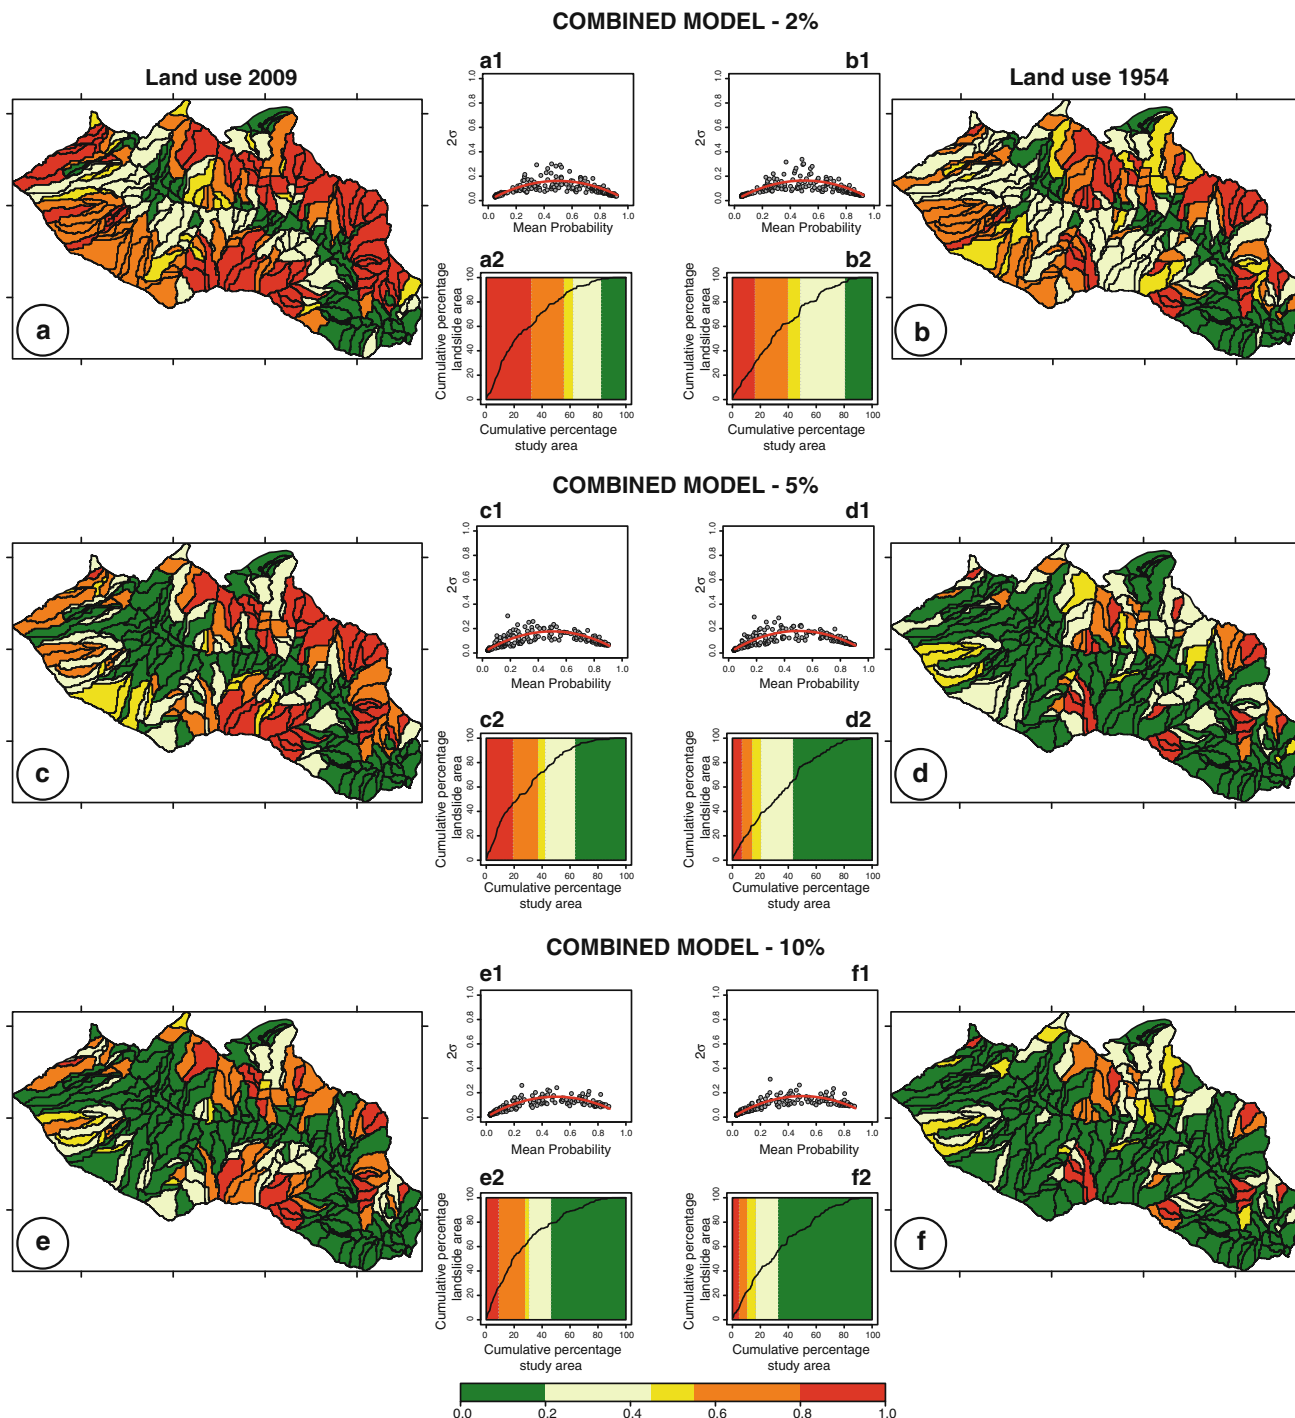 COMBINED MODEL - 2%
Land use 2009
a1
b1
Land use 1954
2σ
0.0 0.2 0.4 0.6 0.8 1.0
0.0 0.2 0.4 0.6 0.8 1.0
Mean Probability
2σ
0.0 0.2 0.4 0.6 0.8 1.0
0.0 0.2 0.4 0.6 0.8 1.0
Mean Probability
a2
b2
Cumulative percentage
landslide area
0 20 40 60 80 100
0 20 40 60 80 100
Cumulative percentage
study area
Cumulative percentage
landslide area
0 20 40 60 80 100
0 20 40 60 80 100
Cumulative percentage
study area
a
b
COMBINED MODEL - 5%
c1
d1
2σ
0.0 0.2 0.4 0.6 0.8 1.0
0.0 0.2 0.4 0.6 0.8 1.0
Mean Probability
2σ
0.0 0.2 0.4 0.6 0.8 1.0
0.0 0.2 0.4 0.6 0.8 1.0
Mean Probability
c2
d2
Cumulative percentage
landslide area
0 20 40 60 80 100
0 20 40 60 80 100
Cumulative percentage
study area
Cumulative percentage
landslide area
0 20 40 60 80 100
0 20 40 60 80 100
Cumulative percentage
study area
c
d
COMBINED MODEL - 10%
e1
f1
2σ
0.0 0.2 0.4 0.6 0.8 1.0
0.0 0.2 0.4 0.6 0.8 1.0
Mean Probability
2σ
0.0 0.2 0.4 0.6 0.8 1.0
0.0 0.2 0.4 0.6 0.8 1.0
Mean Probability
e2
f2
Cumulative percentage
landslide area
0 20 40 60 80 100
0 20 40 60 80 100
Cumulative percentage
study area
Cumulative percentage
landslide area
0 20 40 60 80 100
0 20 40 60 80 100
Cumulative percentage
study area
e
f
0.0 0.2 0.4 0.6 0.8 1.0